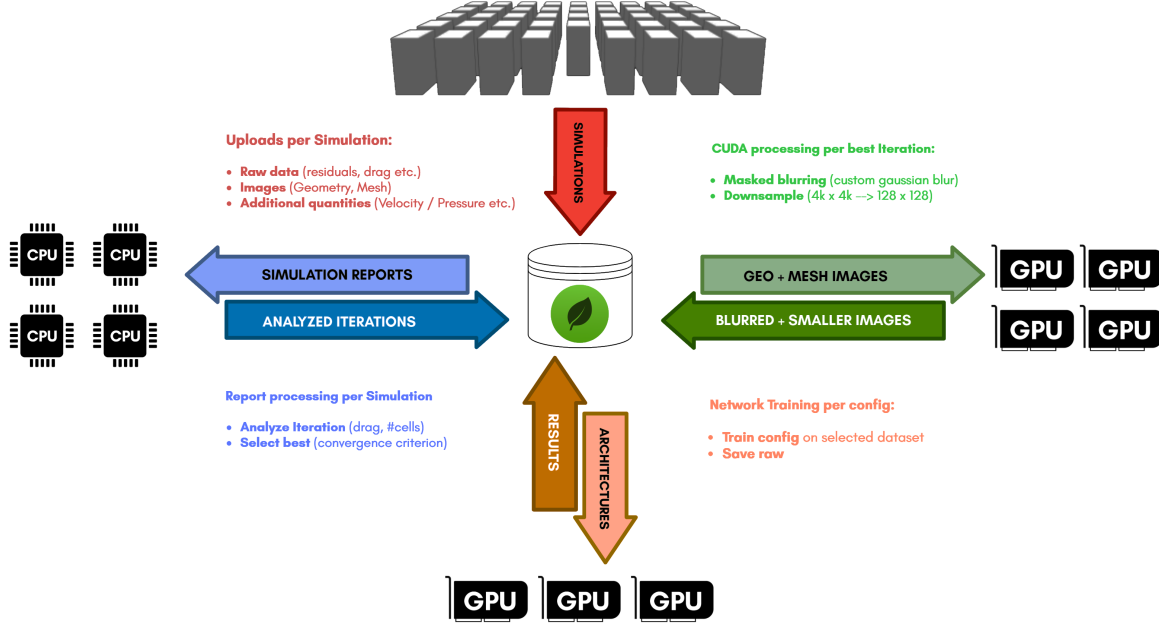 SIMULATIONS
Uploads per Simulation:
• Raw data (residuals, drag etc.)
• Images (Geometry, Mesh)
• Additional quantities (Velocity / Pressure etc.)
CUDA processing per best Iteration:
• Masked blurring (custom gaussian blur)
• Downsample (4k x 4k —> 128 x 128)
CPU
CPU
CPU
CPU
SIMULATION REPORTS
ANALYZED ITERATIONS
GEO + MESH IMAGES
BLURRED + SMALLER IMAGES
GPU
GPU
GPU
GPU
Report processing per Simulation
• Analyze Iteration (drag, #cells)
• Select best (convergence criterion)
RESULTS
ARCHITECTURES
Network Training per config:
• Train config on selected dataset
• Save raw
GPU
GPU
GPU